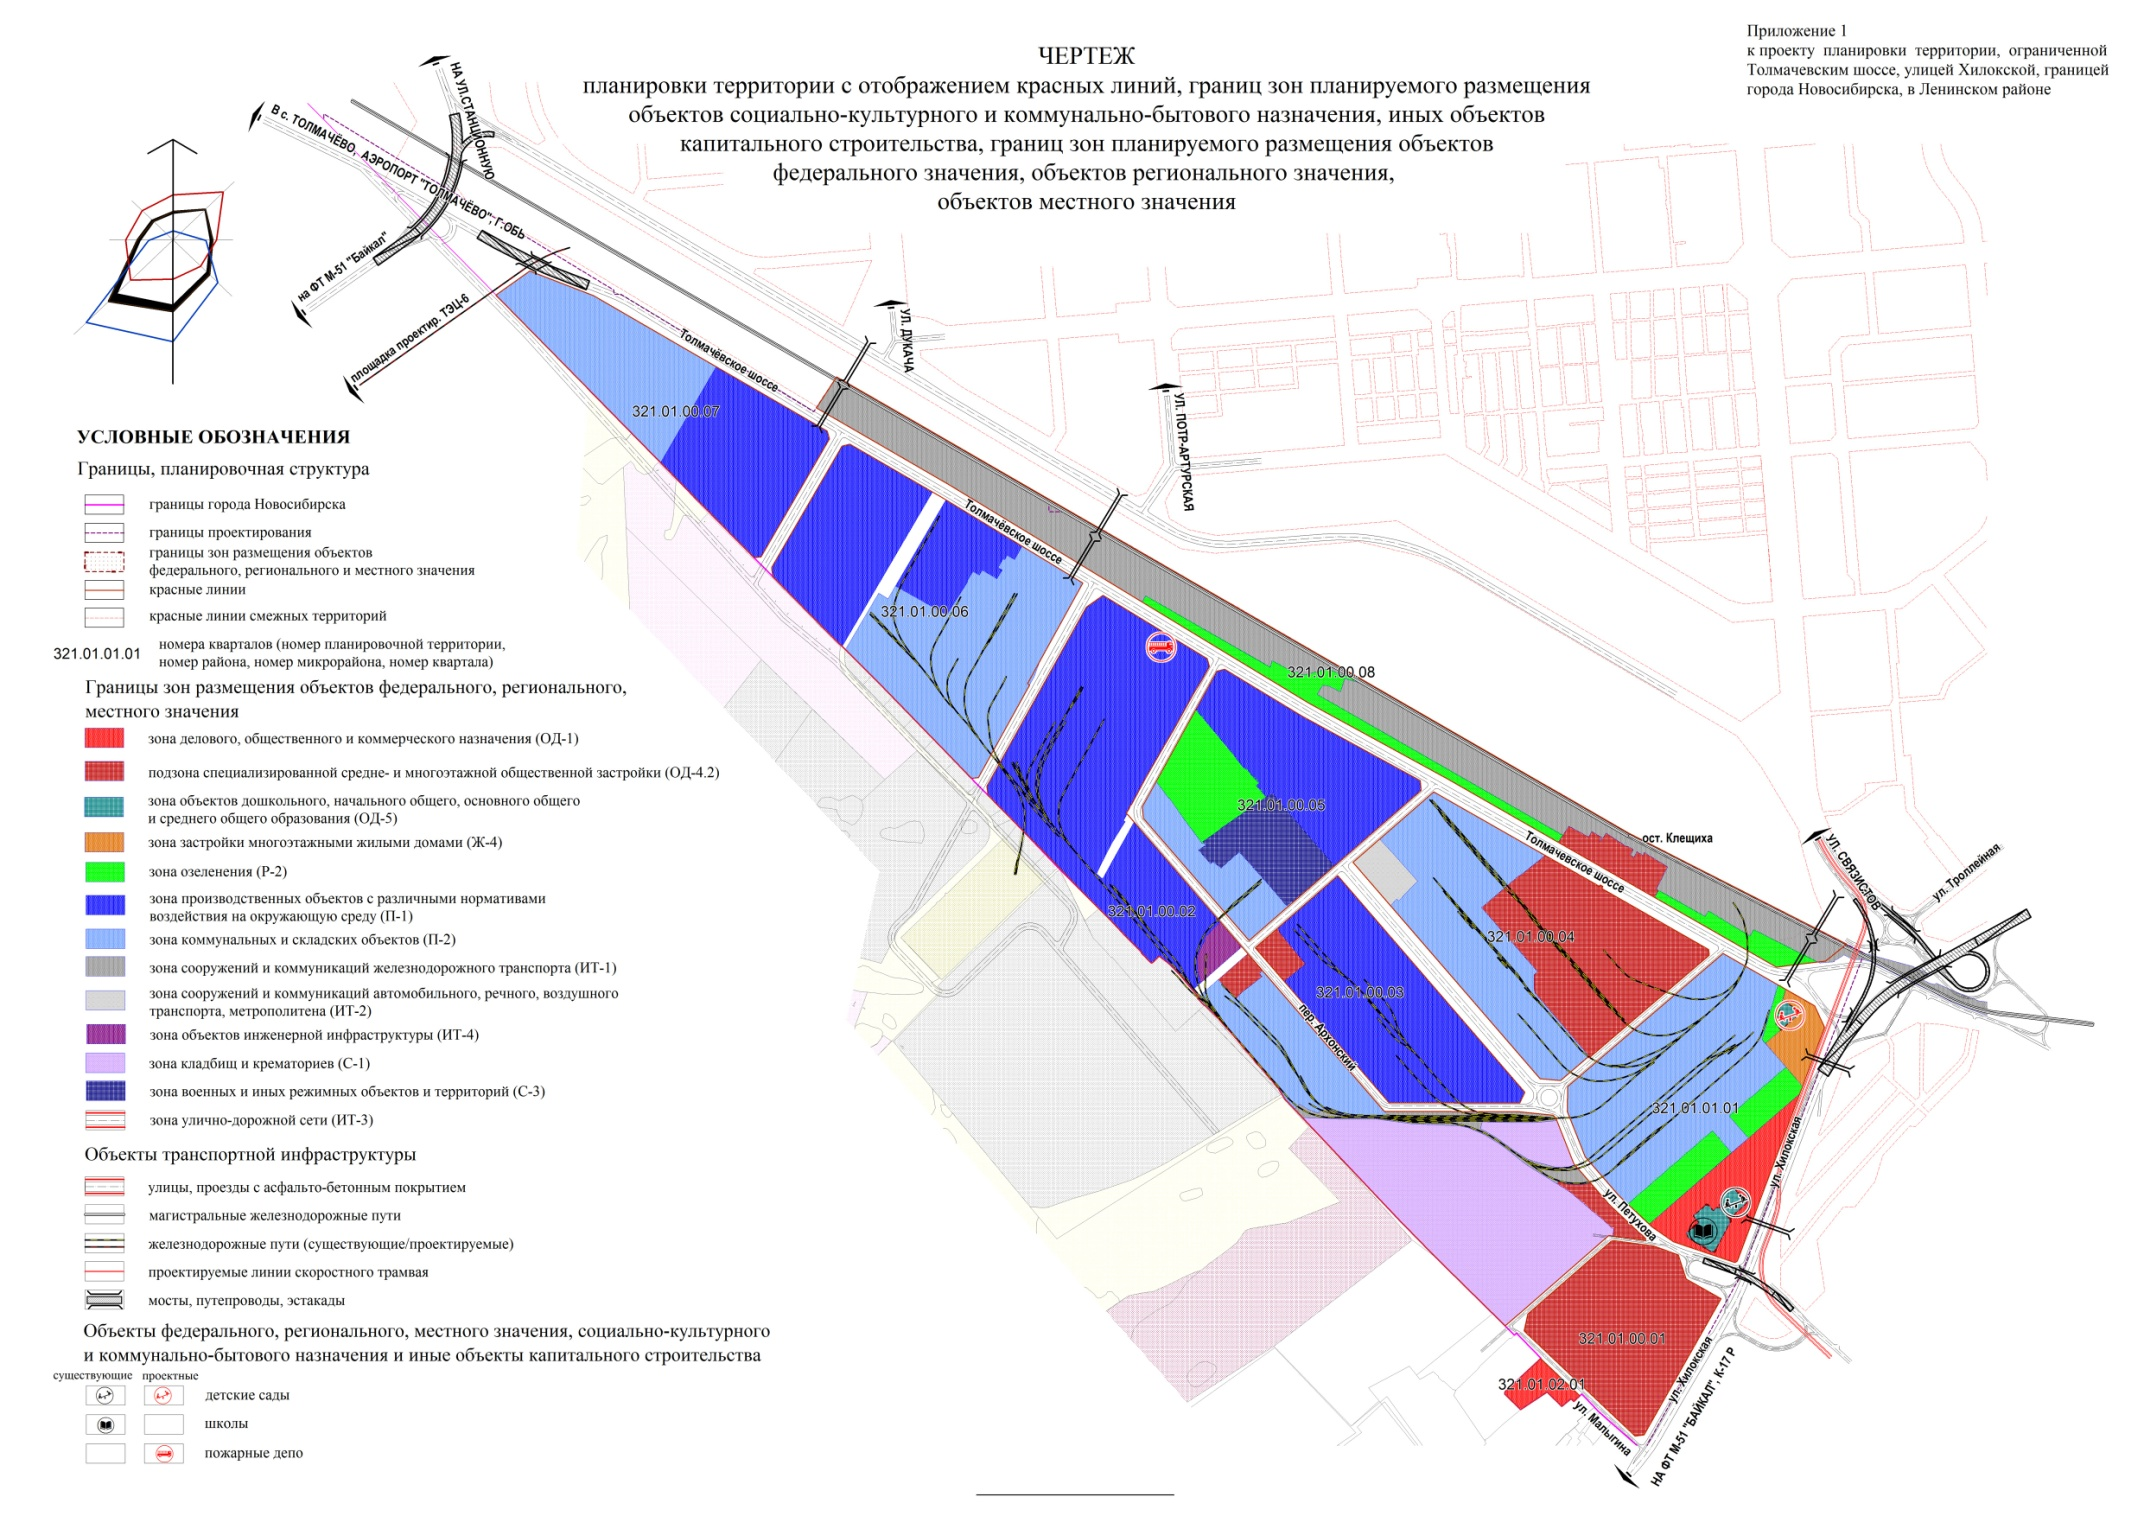 Приложение 1
к проекту планировки территории, ограниченной
Толмачевским шоссе, улицей Хилокской, границей
города Новосибирска, в Ленинском районе
ЧЕРТЕЖ
планировки территории с отображением красных линий, границ зон планируемого размещения
объектов социально-культурного и коммунально-бытового назначения, иных объектов
капитального строительства, границ зон планируемого размещения объектов
федерального значения, объектов регионального значения,
объектов местного значения
НА УЛ.СТАНЦИОННУЮ
В с. ТОЛМАЧЁВО, АЭРОПОРТ "ТОЛМАЧЁВО", Г.ОБЬ
на ФТ М-51 "Байкал"
площадка проектир. ТЭЦ-6
Толмачёвское шоссе
УЛ. ДУКАЧА
УЛ. ПОТР-АРТУРСКАЯ
321.01.00.07
Толмачёвское шоссе
321.01.00.06
321.01.00.08
321.01.00.05
Толмачевское шоссе
ост. Клещиха
УЛ. СВЯЗИСТОВ
ул. Троллейная
321.01.00.02
321.01.00.04
321.01.00.03
пер. Архонский
321.01.01.01
ул. Хилокская
ул. Петухова
321.01.00.01
321.01.02.01
ул. Хилокская
ул. Малыгина
НА ФТ М-51 "БАЙКАЛ", К-17 Р
УСЛОВНЫЕ ОБОЗНАЧЕНИЯ
Границы, планировочная структура
границы города Новосибирска
границы проектирования
границы зон размещения объектов
федерального, регионального и местного значения
красные линии
красные линии смежных территорий
321.01.01.01
номера кварталов (номер планировочной территории,
номер района, номер микрорайона, номер квартала)
Границы зон размещения объектов федерального, регионального,
местного значения
зона делового, общественного и коммерческого назначения (ОД-1)
подзона специализированной средне- и многоэтажной общественной застройки (ОД-4.2)
зона объектов дошкольного, начального общего, основного общего
и среднего общего образования (ОД-5)
зона застройки многоэтажными жилыми домами (Ж-4)
зона озеленения (Р-2)
зона производственных объектов с различными нормативами
воздействия на окружающую среду (П-1)
зона коммунальных и складских объектов (П-2)
зона сооружений и коммуникаций железнодорожного транспорта (ИТ-1)
зона сооружений и коммуникаций автомобильного, речного, воздушного
транспорта, метрополитена (ИТ-2)
зона объектов инженерной инфраструктуры (ИТ-4)
зона кладбищ и крематориев (С-1)
зона военных и иных режимных объектов и территорий (С-3)
зона улично-дорожной сети (ИТ-3)
Объекты транспортной инфраструктуры
улицы, проезды с асфальто-бетонным покрытием
магистральные железнодорожные пути
железнодорожные пути (существующие/проектируемые)
проектируемые линии скоростного трамвая
мосты, путепроводы, эстакады
Объекты федерального, регионального, местного значения, социально-культурного
и коммунально-бытового назначения и иные объекты капитального строительства
существующие проектные
детские сады
школы
пожарные депо